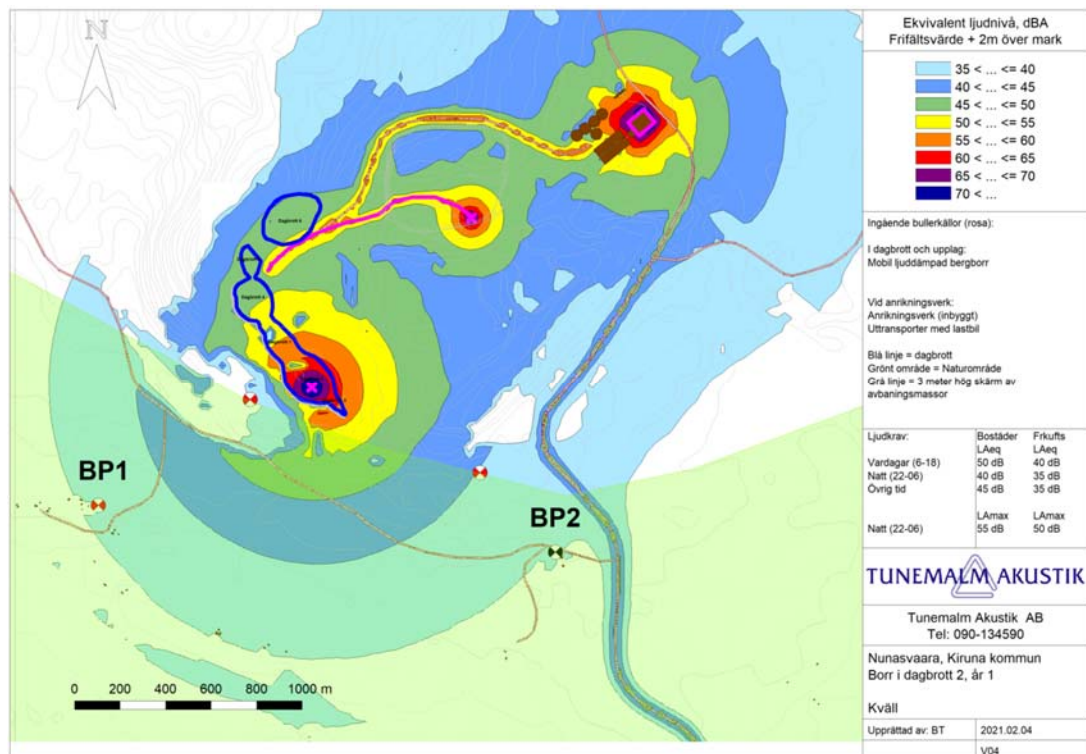 N
Dagbrott 6
BP1
BP2
0 200 400 600 800 1000 m
Ekvivalent ljudnivå, dBA
Frifältsvärde + 2m över mark
35 < ... <= 40
40 < ... <= 45
45 < ... <= 50
50 < ... <= 55
55 < ... <= 60
60 < ... <= 65
65 < ... <= 70
70 < ...
Ingående bullerkällor (rosa):
I dagbrott och upplag:
Mobil ljuddämpad bergborr
Vid anrikningsverk:
Anrikningsverk (inbyggt)
Uttransporter med lastbil
Blå linje = dagbrott
Grönt område = Naturområde
Grå linje = 3 meter hög skärm av
avbaningsmassor
Ljudkrav: Bostäder Frkufts
LAeq LAeq
Vardagar (6-18) 50 dB 40 dB
Natt (22-06) 40 dB 35 dB
Övrig tid 45 dB 35 dB
LAmax LAmax
Natt (22-06) 55 dB 50 dB
TUNEMALM AKUSTIK
Tunemalm Akustik AB
Tel: 090-134590
Nunasvaara, Kiruna kommun
Borr i dagbrott 2, år 1
Kväll
Upprättad av: BT 2021.02.04
V04